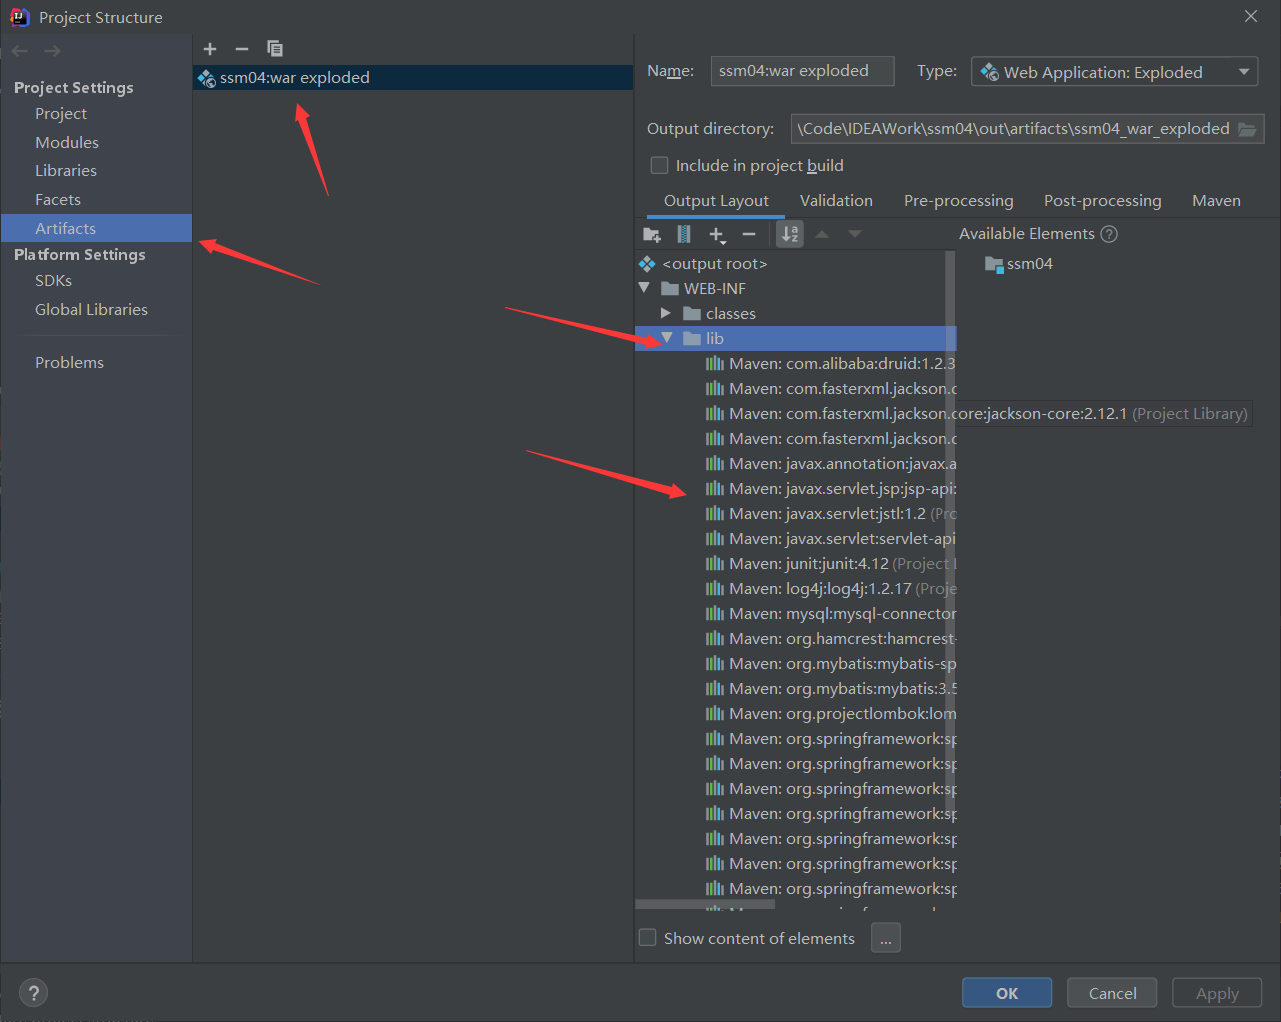 Project Structure
Project Settings
Project
Modules
Libraries
Facets
Artifacts
Platform Settings
SDKs
Global Libraries
Problems
ssm04:war exploded
Name: ssm04:war exploded Type: Web Application: Exploded
Output directory: \Code\IDEAWork\ssm04\out\artifacts\ssm04_war_exploded
Include in project build
Output Layout Validation Pre-processing Post-processing Maven
Available Elements ?
<output root>
ssm04
WEB-INF
classes
lib
Maven: com.alibaba:druid:1.2.3
Maven: com.fasterxml.jackson.c
Maven: com.fasterxml.jackson.core:jackson-core:2.12.1 (Project Library)
Maven: com.fasterxml.jackson.c
Maven: javax.annotation:javax.a
Maven: javax.servlet.jsp:jsp-api:
Maven: javax.servlet:jstl:1.2 (Pro
Maven: javax.servlet:servlet-api
Maven: junit:junit:4.12 (Project L
Maven: log4j:log4j:1.2.17 (Proje
Maven: mysql:mysql-connector
Maven: org.hamcrest:hamcrest-
Maven: org.mybatis:mybatis-sp
Maven: org.mybatis:mybatis:3.5
Maven: org.projectlombok:lom
Maven: org.springframework:sp
Maven: org.springframework:sp
Maven: org.springframework:sp
Maven: org.springframework:sp
Maven: org.springframework:sp
Maven: org.springframework:sp
Maven: org.springframework:sp
Show content of elements ...
? OK Cancel Apply